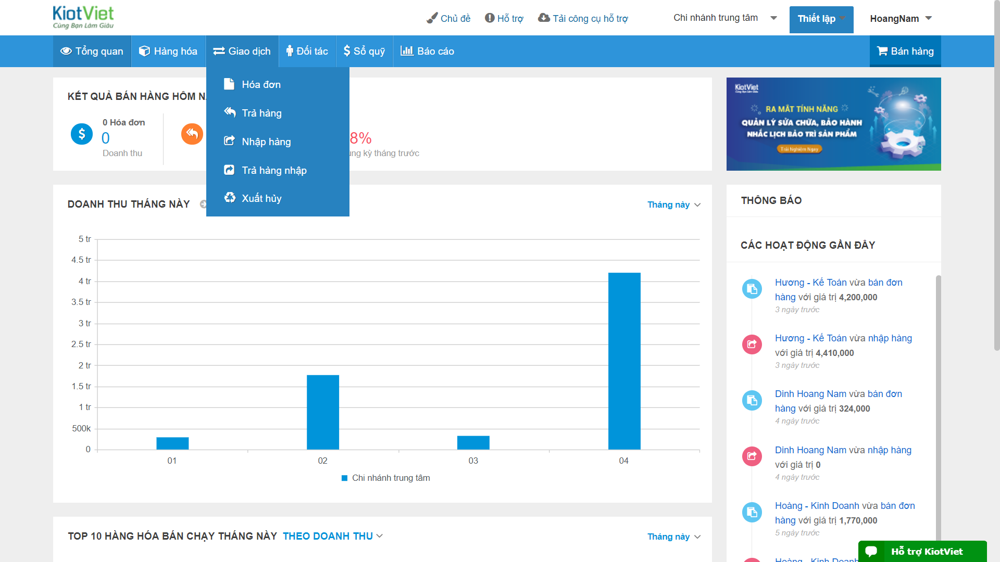 KiotViet
Cùng Bạn Làm Giàu
Chủ đề
Hỗ trợ
Tải công cụ hỗ trợ
Chi nhánh trung tâm
Thiết lập
HoangNam
Tổng quan
Hàng hóa
Giao dịch
Đối tác
Sổ quỹ
Báo cáo
Bán hàng
Hóa đơn
Trả hàng
Nhập hàng
Trả hàng nhập
Xuất hủy
KẾT QUẢ BÁN HÀNG HÔM
0 Hóa đơn
0
Doanh thu
8%
kỳ tháng trước
KiotViet
Cùng Bạn Làm Giàu
RA MẮT TÍNH NĂNG
QUẢN LÝ SỬA CHỮA, BẢO HÀNH
NHẮC LỊCH BẢO TRÌ SẢN PHẨM
Trải Nghiệm Ngay
DOANH THU THÁNG NÀY
Tháng này
5 tr
4.5 tr
4 tr
3.5 tr
3 tr
2.5 tr
2 tr
1.5 tr
1 tr
500k
0
01
02
03
04
Chi nhánh trung tâm
THÔNG BÁO
CÁC HOẠT ĐỘNG GẦN ĐÂY
Hương - Kế Toán vừa bán đơn
hàng với giá trị 4,200,000
3 ngày trước
Hương - Kế Toán vừa nhập hàng
với giá trị 4,410,000
3 ngày trước
Dinh Hoang Nam vừa bán đơn
hàng với giá trị 324,000
4 ngày trước
Dinh Hoang Nam vừa nhập hàng
với giá trị 0
4 ngày trước
Hoàng - Kinh Doanh vừa bán đơn
hàng với giá trị 1,770,000
5 ngày trước
Hoàng - Kinh Doanh
TOP 10 HÀNG HÓA BÁN CHẠY THÁNG NÀY THEO DOANH THU
Tháng này
Hỗ trợ KiotViet